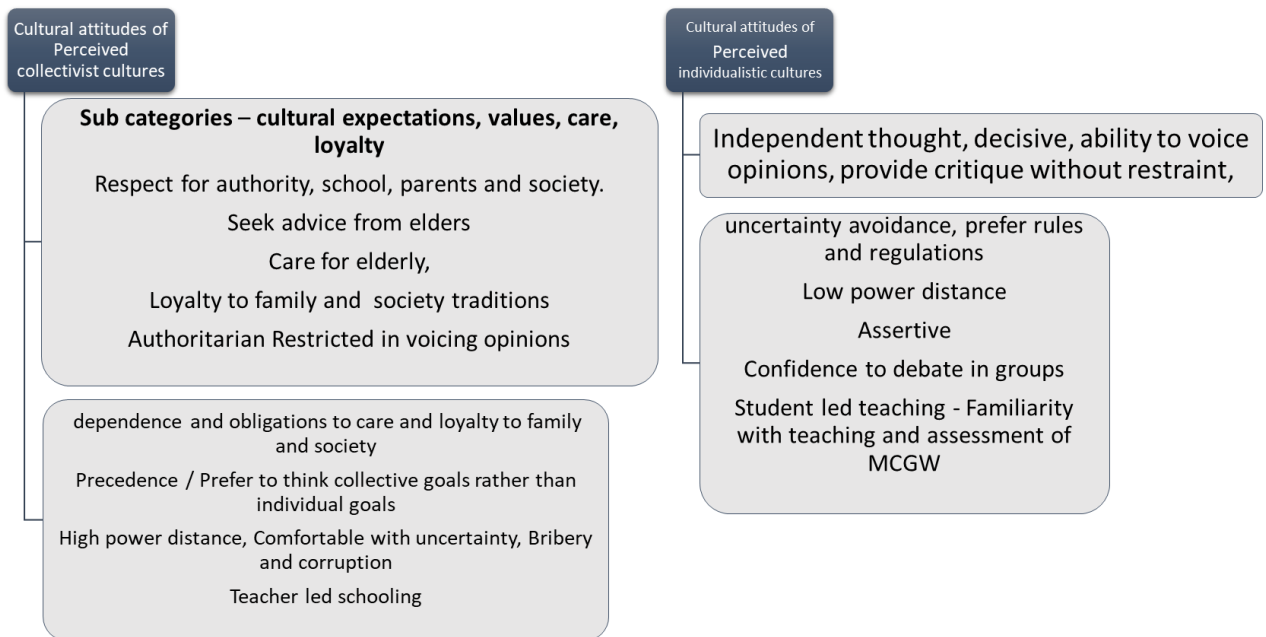 Cultural attitudes of
Perceived
collectivist cultures
Sub categories – cultural expectations, values, care,
loyalty
Respect for authority, school, parents and society.
Seek advice from elders
Care for elderly,
Loyalty to family and society traditions
Authoritarian Restricted in voicing opinions
dependence and obligations to care and loyalty to family
and society
Precedence / Prefer to think collective goals rather than
individual goals
High power distance, Comfortable with uncertainty, Bribery
and corruption
Teacher led schooling
Cultural attitudes of
Perceived
individualistic cultures
Independent thought, decisive, ability to voice
opinions, provide critique without restraint,
uncertainty avoidance, prefer rules
and regulations
Low power distance
Assertive
Confidence to debate in groups
Student led teaching - Familiarity
with teaching and assessment of
MCGW